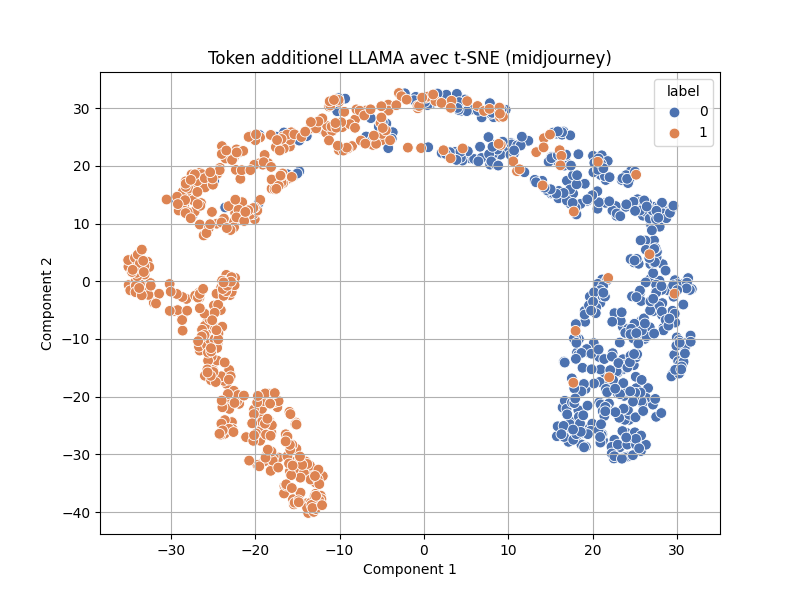 Token additionel LLAMA avec t-SNE (midjourney)
label
0
1
30
20
10
0
−10
−20
−30
−40
Component 2
−30 −20 −10 0 10 20 30
Component 1